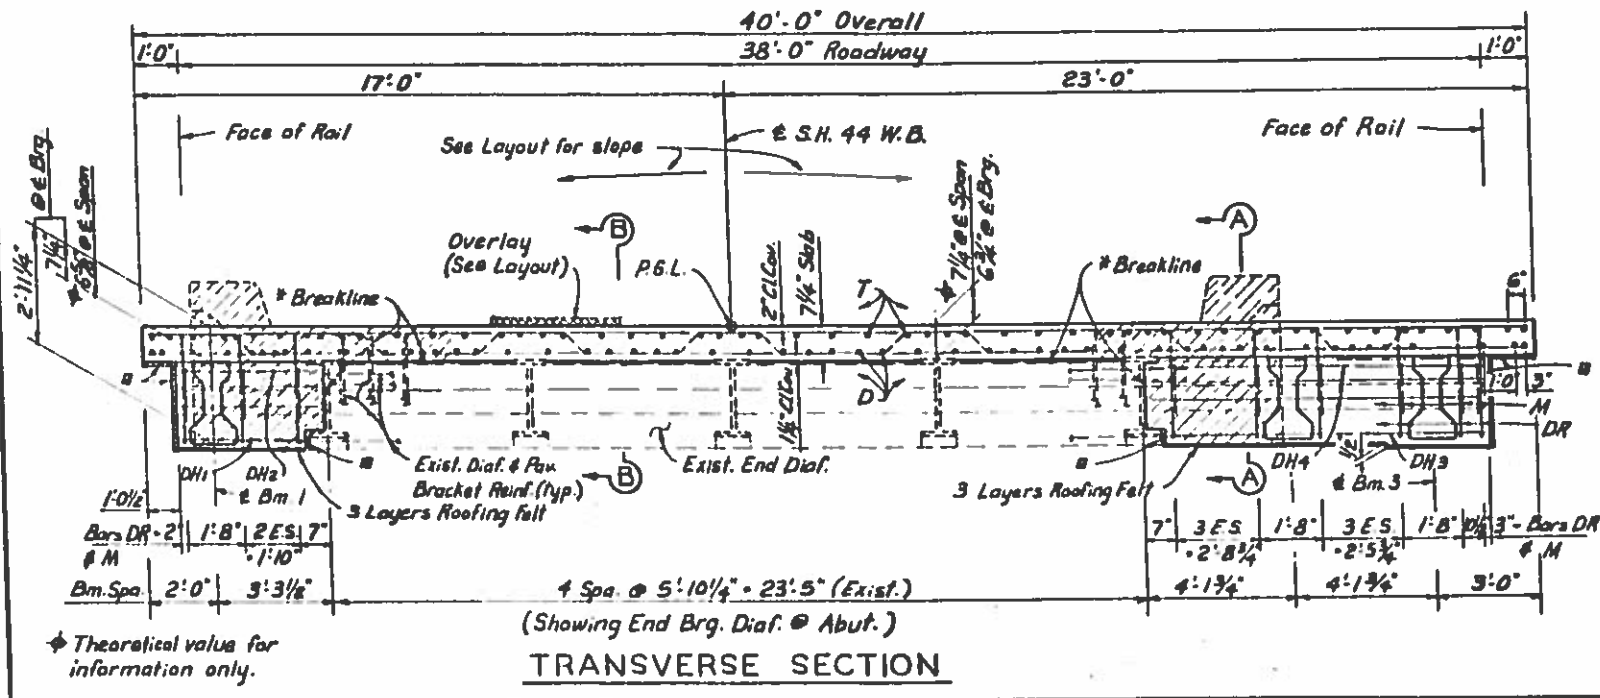 40'-0" Overall
1'-0" 38'-0" Roadway 1'-0"
17'-0" 23'-0"
Face of Rail
℄ S.H. 44 W.B.
Face of Rail
See Layout for slope
2'-11¼"
7¼" @ ℄ Brg.
@ ℄ Span
7¼" @ ℄ Span
6¾" @ ℄ Brg.
B
A
Overlay
(See Layout)
P.G.L.
2" Cl. Cov.
7¼" Slab
T
* Breakline
* Breakline
6"
D
1¼" Cl. Cov.
1'-0" 3"
M
DR
½
DH1 DH2
℄ Bm. 1
Exist. Diaf. & Pav.
Bracket Reinf. (typ.)
B
Exist. End Diaf.
3 Layers Roofing Felt
3 Layers Roofing Felt
A
DH4 DH3
℄ Bm. 3
1'-0½"
Bars DR - 2" 1'-8" 2 E.S. 7"
& M = 1'-10"
7" 3 E.S. 1'-8" 3 E.S. 1'-8" 3" - Bars DR
= 2'-8¾" = 2'-5¾" & M
Bm. Spa. 2'-0" 3'-3½" 4 Spa. @ 5'-10¼" = 23'-5" (Exist.) 4'-1¾" 4'-1¾" 3'-0"
(Showing End Brg. Diaf. @ Abut.)
Theoretical value for
information only.
TRANSVERSE SECTION